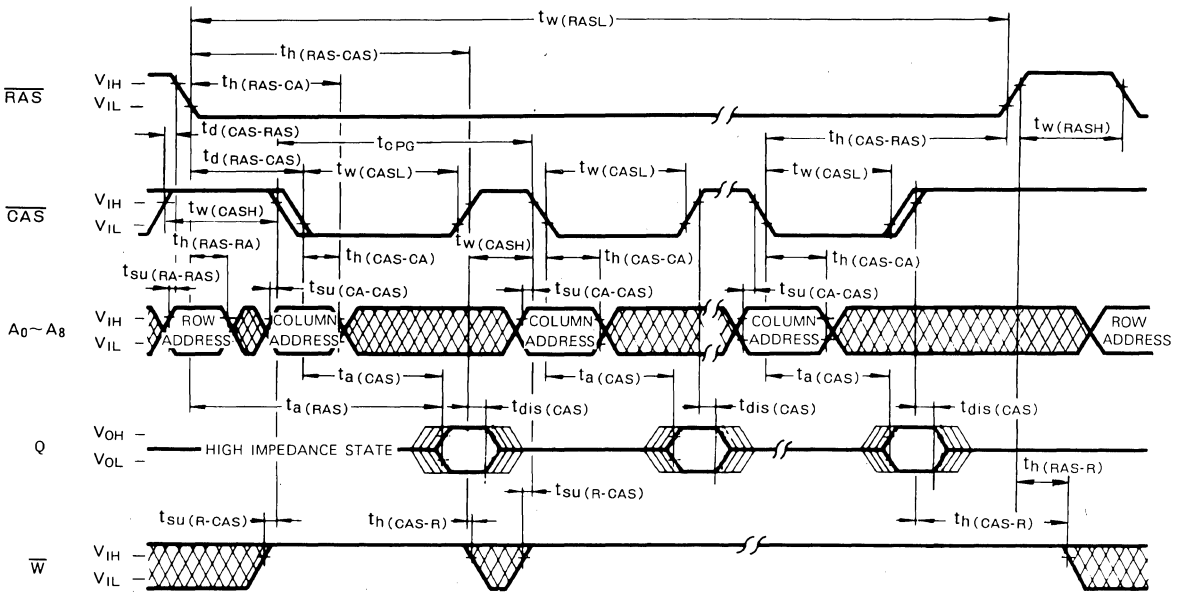 tw(RASL)
th(RAS-CAS)
th(RAS-CA)
RAS
VIH
VIL
td(CAS-RAS)
td(RAS-CAS)
tCPG
th(CAS-RAS)
tw(RASH)
tw(CASL)
tw(CASL)
tw(CASL)
CAS
VIH
VIL
tw(CASH)
tw(CASH)
th(RAS-RA)
th(CAS-CA)
th(CAS-CA)
th(CAS-CA)
tsu(RA-RAS)
tsu(CA-CAS)
tsu(CA-CAS)
tsu(CA-CAS)
A0~A8
VIH
VIL
ROW ADDRESS
COLUMN ADDRESS
COLUMN ADDRESS
COLUMN ADDRESS
ROW ADDRESS
ta(CAS)
ta(CAS)
ta(CAS)
ta(RAS)
tdis(CAS)
tdis(CAS)
tdis(CAS)
Q
VOH
VOL
HIGH IMPEDANCE STATE
th(RAS-R)
tsu(R-CAS)
tsu(R-CAS)
th(CAS-R)
th(CAS-R)
W
VIH
VIL